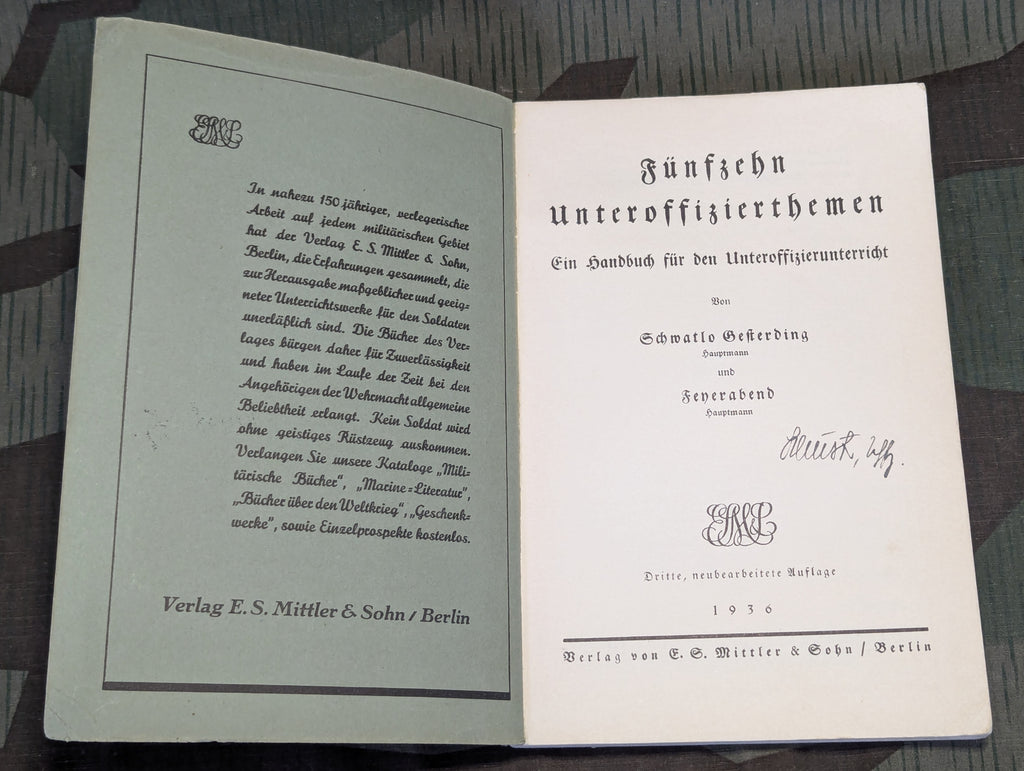 In nahezu 150 jähriger, verlegerischer
Arbeit auf jedem militärischen Gebiet
hat der Verlag E. S. Mittler & Sohn,
Berlin, die Erfahrungen gesammelt, die
zur Herausgabe maßgeblicher und geeig-
neter Unterrichtswerke für den Soldaten
unerläßlich sind. Die Bücher des Ver-
lages bürgen daher für Zuverlässigkeit
und haben im Laufe der Zeit bei den
Angehörigen der Wehrmacht allgemeine
Beliebtheit erlangt. Kein Soldat wird
ohne geistiges Rüstzeug auskommen.
Verlangen Sie unsere Kataloge „Mili-
tärische Bücher", „Marine-Literatur",
„Bücher über den Weltkrieg", „Geschenk-
werke", sowie Einzelprospekte kostenlos.
Verlag E. S. Mittler & Sohn / Berlin
Fünfzehn
Unteroffizierthemen
Ein Handbuch für den Unteroffizierunterricht
Von
Schwatlo Gesterding
Hauptmann
und
Feyerabend
Hauptmann
Dritte, neubearbeitete Auflage
1936
Verlag von E. S. Mittler & Sohn / Berlin